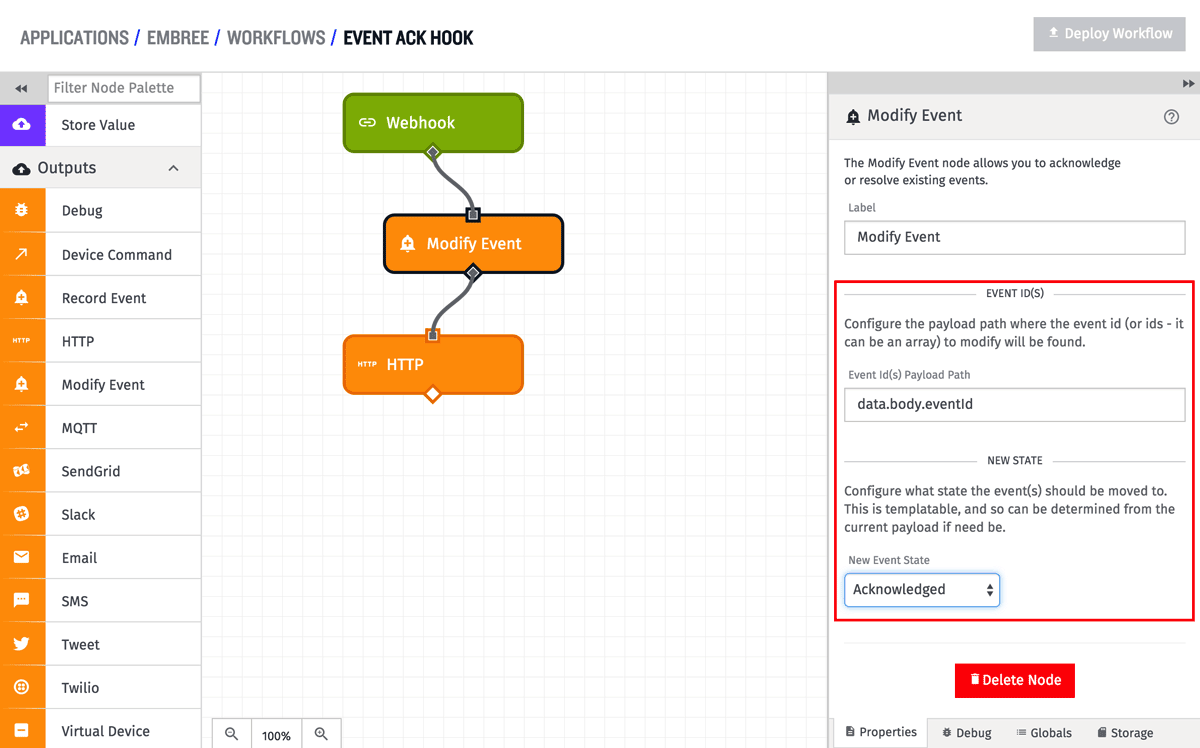 APPLICATIONS / EMBREE / WORKFLOWS / EVENT ACK HOOK
Deploy Workflow
Filter Node Palette
Store Value
Outputs
Debug
Device Command
Record Event
HTTP
HTTP
Modify Event
MQTT
SendGrid
Slack
Email
SMS
Tweet
Twilio
Virtual Device
Webhook
Modify Event
HTTP HTTP
100%
Modify Event
The Modify Event node allows you to acknowledge
or resolve existing events.
Label
Modify Event
EVENT ID(S)
Configure the payload path where the event id (or ids - it
can be an array) to modify will be found.
Event Id(s) Payload Path
data.body.eventId
NEW STATE
Configure what state the event(s) should be moved to.
This is templatable, and so can be determined from the
current payload if need be.
New Event State
Acknowledged
Delete Node
Properties Debug Globals Storage